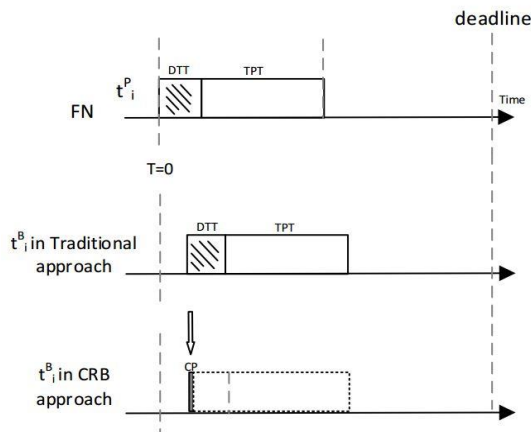 deadline
DTT TPT
t^P_i
Time
FN
T=0
DTT TPT
t^B_i in Traditional
approach
CP
t^B_i in CRB
approach